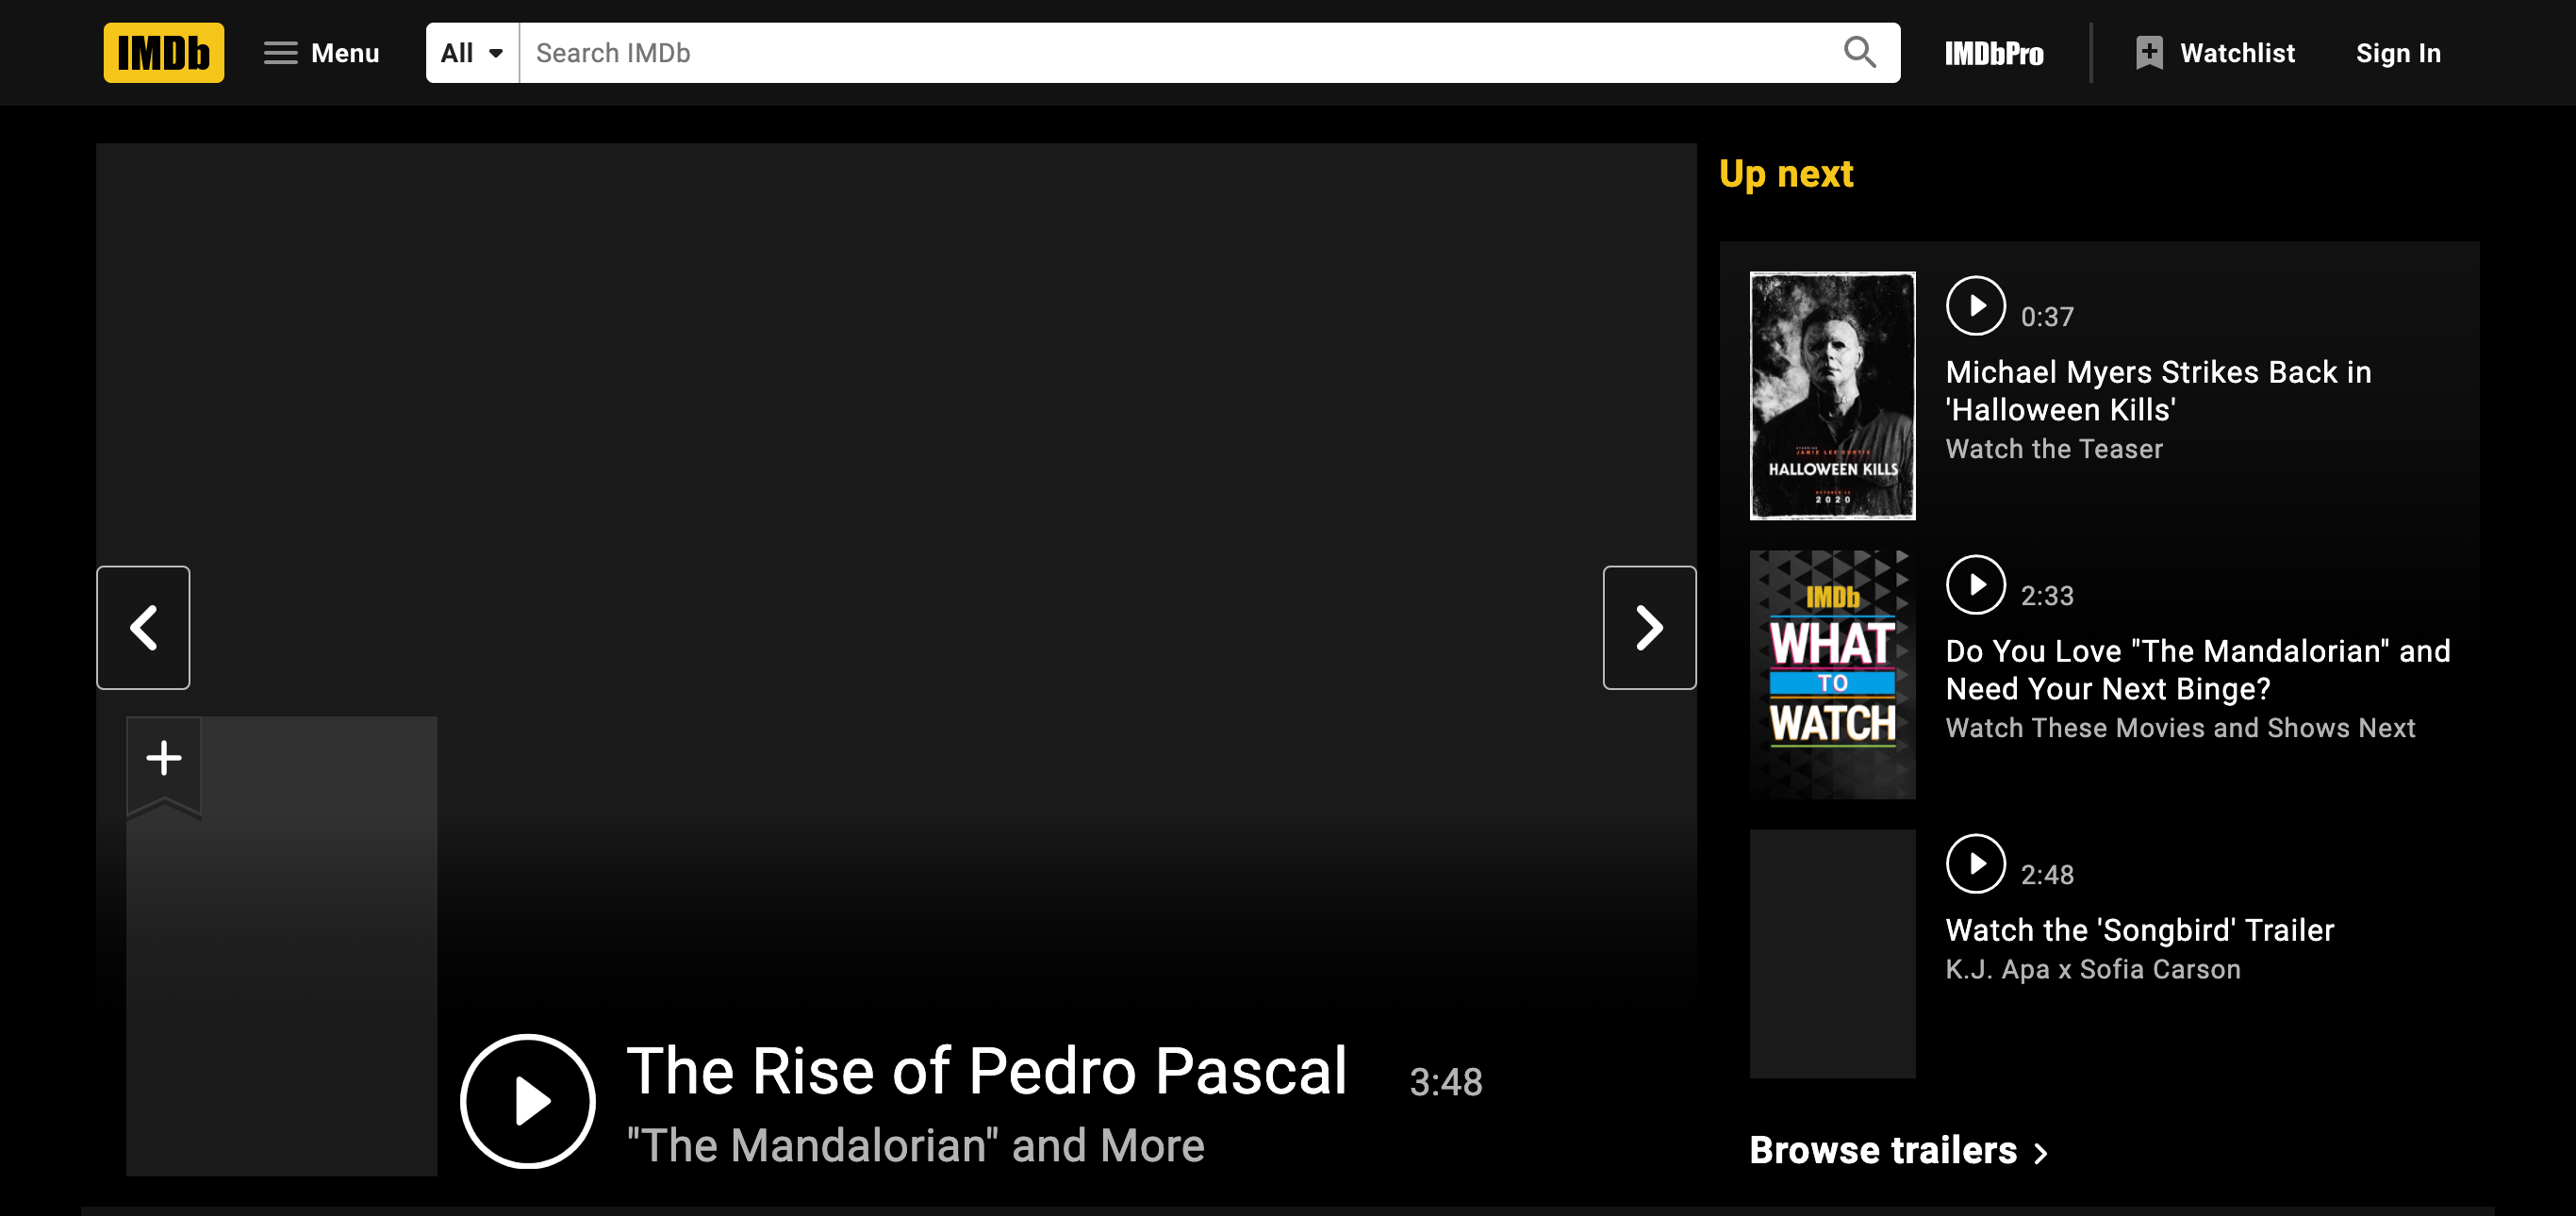 IMDb
Menu
All
Search IMDb
IMDbPro
Watchlist
Sign In
Up next
0:37
Michael Myers Strikes Back in
'Halloween Kills'
Watch the Teaser
JAMIE LEE CURTIS
HALLOWEEN KILLS
2020
IMDb
WHAT
TO
WATCH
2:33
Do You Love "The Mandalorian" and
Need Your Next Binge?
Watch These Movies and Shows Next
2:48
Watch the 'Songbird' Trailer
K.J. Apa x Sofia Carson
The Rise of Pedro Pascal
3:48
"The Mandalorian" and More
Browse trailers